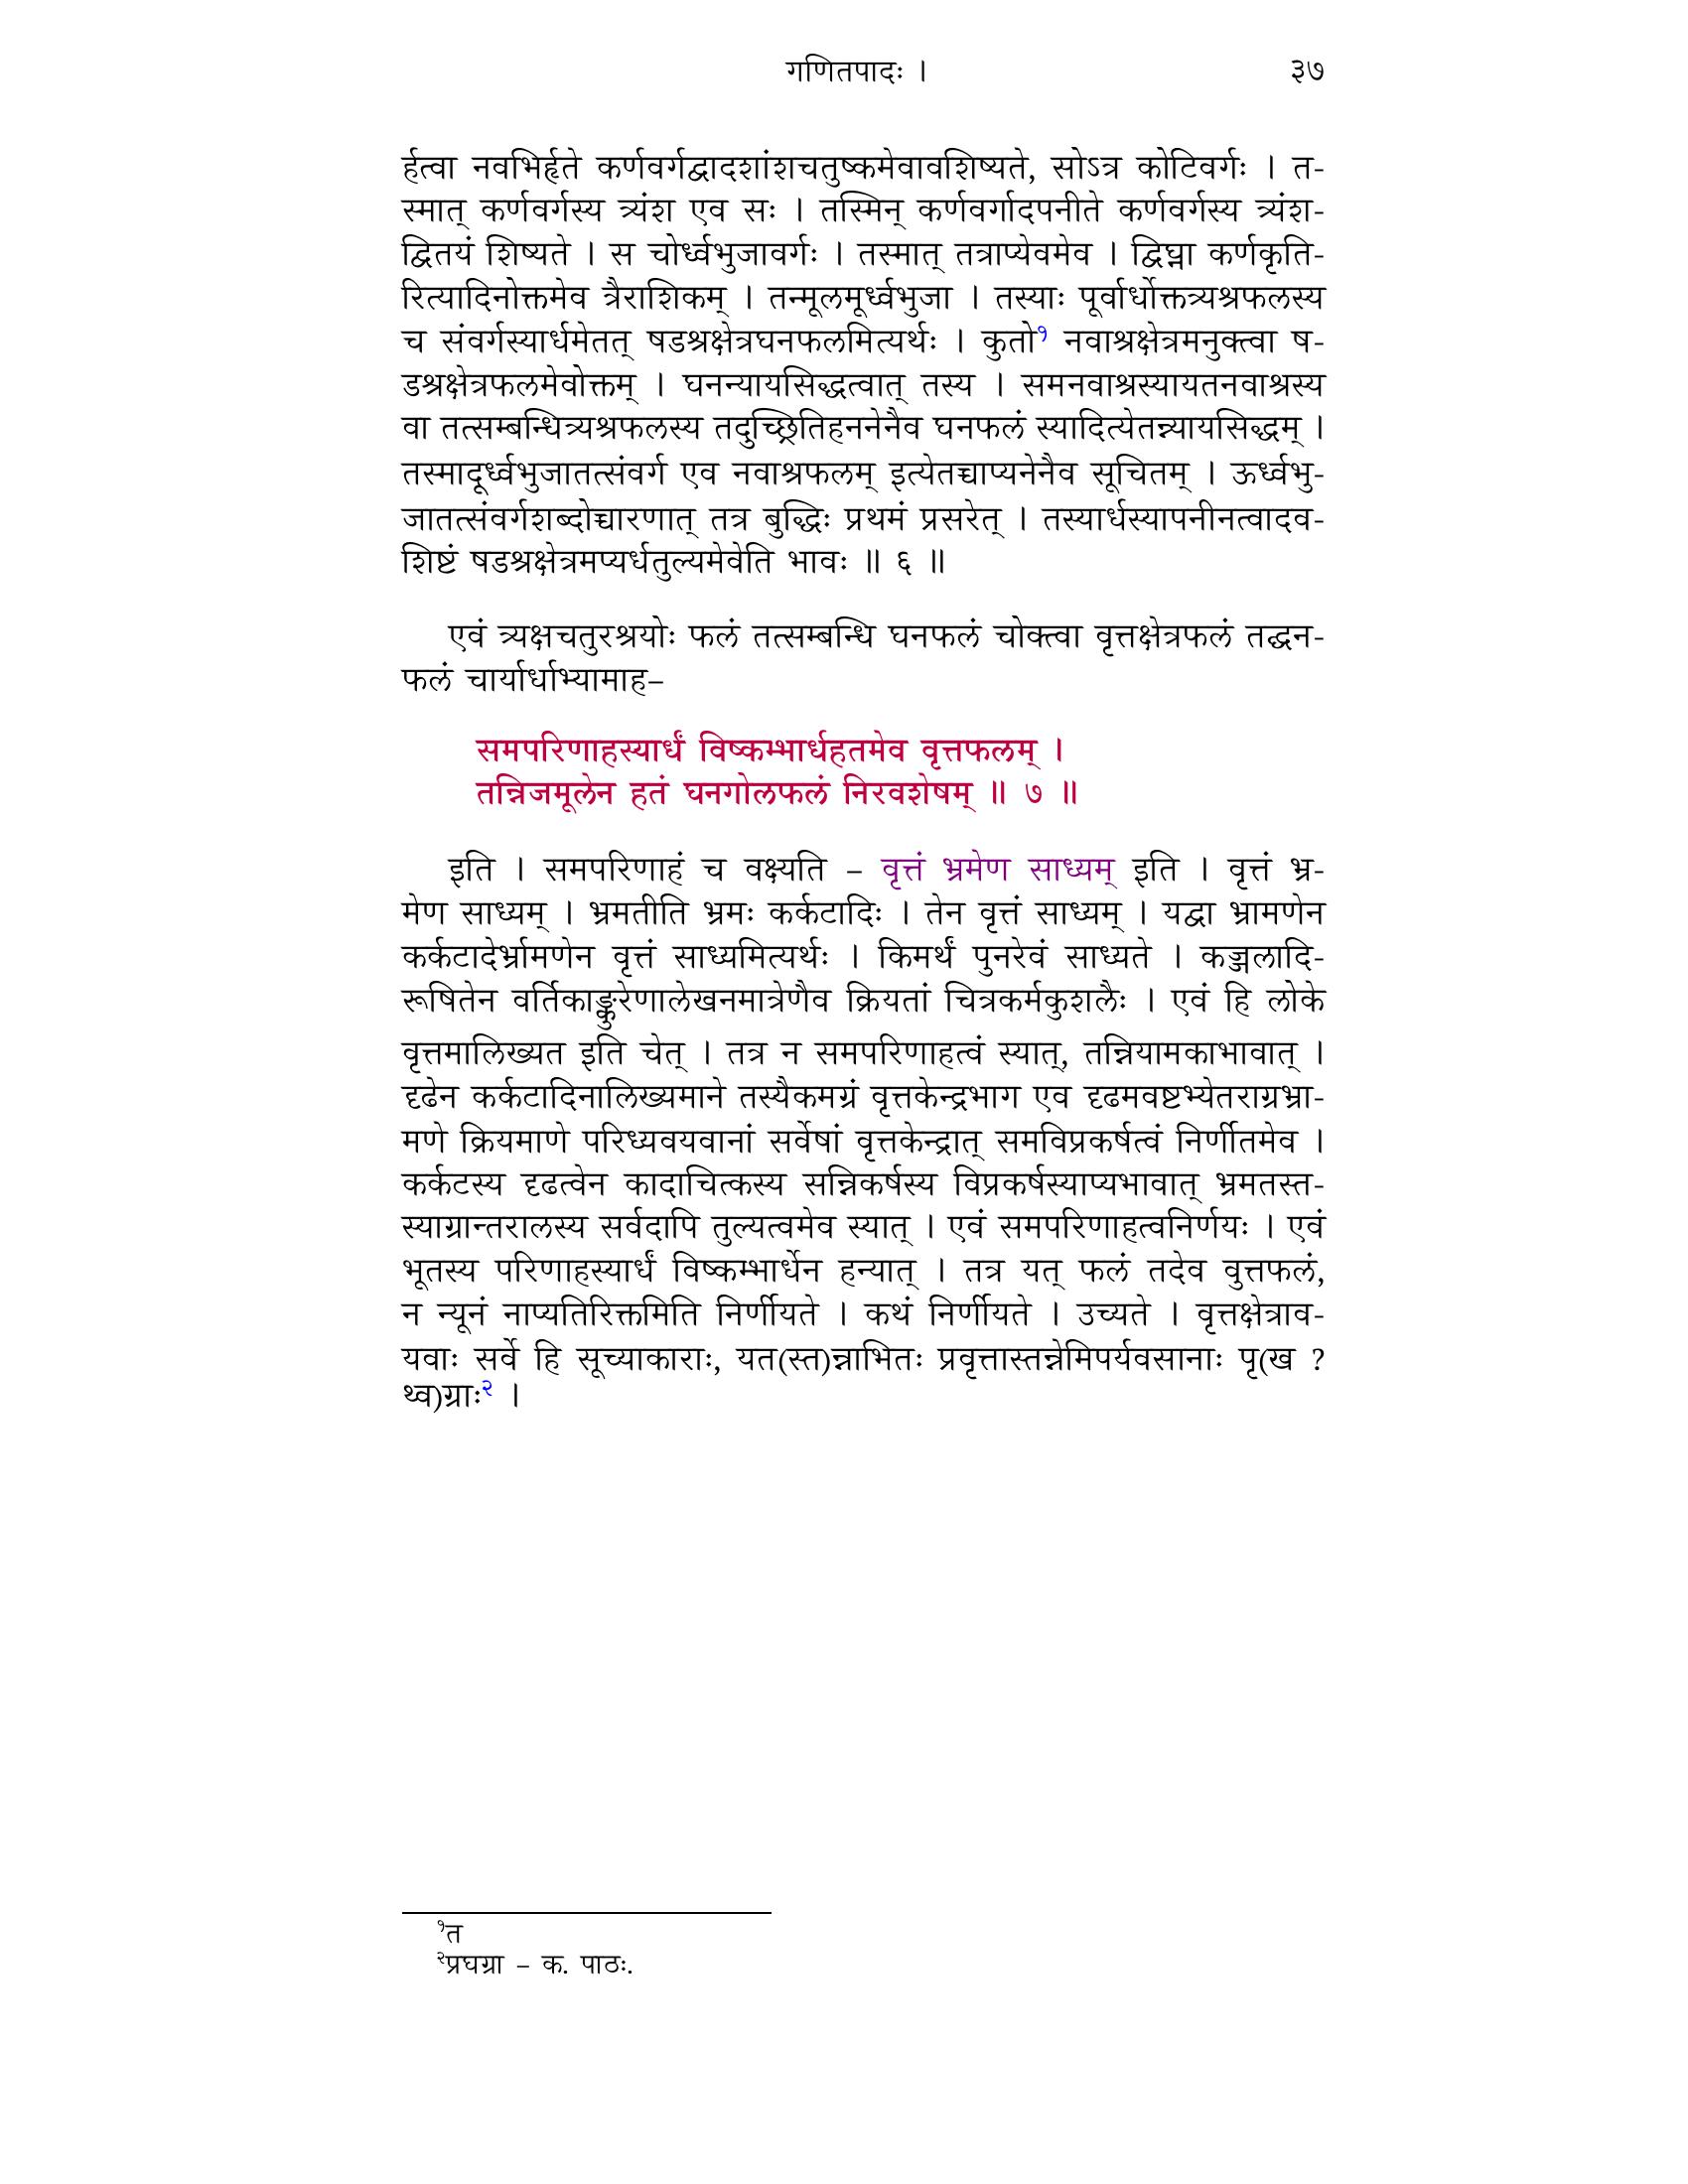 गणितपादः । ३७
र्हत्वा नवभिर्हृते कर्णवर्गद्वादशांशचतुष्कमेवावशिष्यते, सोऽत्र कोटिवर्गः । त-
स्मात् कर्णवर्गस्य त्र्यंश एव सः । तस्मिन् कर्णवर्गादपनीते कर्णवर्गस्य त्र्यंश-
द्वितयं शिष्यते । स चोर्ध्वभुजावर्गः । तस्मात् तत्राप्येवमेव । द्विघ्ना कर्णकृति-
रित्यादिनोक्तमेव त्रैराशिकम् । तन्मूलमूर्ध्वभुजा । तस्याः पूर्वार्धोक्तत्र्यश्रफलस्य
च संवर्गस्यार्धमेतत् षडश्रक्षेत्रघनफलमित्यर्थः । कुतो१ नवाश्रक्षेत्रमनुक्त्वा ष-
डश्रक्षेत्रफलमेवोक्तम् । घनन्यायसिद्धत्वात् तस्य । समनवाश्रस्यायतनवाश्रस्य
वा तत्सम्बन्धित्र्यश्रफलस्य तदुच्छ्रितिहननेनैव घनफलं स्यादित्येतन्न्यायसिद्धम् ।
तस्मादूर्ध्वभुजातत्संवर्ग एव नवाश्रफलम् इत्येतच्चाप्यनेनैव सूचितम् । ऊर्ध्वभु-
जातत्संवर्गशब्दोच्चारणात् तत्र बुद्धिः प्रथमं प्रसरेत् । तस्यार्धस्यापनीनत्वादव-
शिष्टं षडश्रक्षेत्रमप्यर्धतुल्यमेवेति भावः ॥ ६ ॥
एवं त्र्यक्षचतुरश्रयोः फलं तत्सम्बन्धि घनफलं चोक्त्वा वृत्तक्षेत्रफलं तद्धन-
फलं चार्यार्धाभ्यामाह–
समपरिणाहस्यार्धं विष्कम्भार्धहतमेव वृत्तफलम् ।
तन्निजमूलेन हतं घनगोलफलं निरवशेषम् ॥ ७ ॥
इति । समपरिणाहं च वक्ष्यति – वृत्तं भ्रमेण साध्यम् इति । वृत्तं भ्र-
मेण साध्यम् । भ्रमतीति भ्रमः कर्कटादिः । तेन वृत्तं साध्यम् । यद्वा भ्रामणेन
कर्कटादेर्भ्रामणेन वृत्तं साध्यमित्यर्थः । किमर्थं पुनरेवं साध्यते । कज्जलादि-
रूषितेन वर्तिकाङ्कुरेणालेखनमात्रेणैव क्रियतां चित्रकर्मकुशलैः । एवं हि लोके
वृत्तमालिख्यत इति चेत् । तत्र न समपरिणाहत्वं स्यात्, तन्नियामकाभावात् ।
दृढेन कर्कटादिनालिख्यमाने तस्यैकमग्रं वृत्तकेन्द्रभाग एव दृढमवष्टभ्येतराग्रभ्रा-
मणे क्रियमाणे परिध्यवयवानां सर्वेषां वृत्तकेन्द्रात् समविप्रकर्षत्वं निर्णीतमेव ।
कर्कटस्य दृढत्वेन कादाचित्कस्य सन्निकर्षस्य विप्रकर्षस्याप्यभावात् भ्रमतस्त-
स्याग्रान्तरालस्य सर्वदापि तुल्यत्वमेव स्यात् । एवं समपरिणाहत्वनिर्णयः । एवं
भूतस्य परिणाहस्यार्धं विष्कम्भार्धेन हन्यात् । तत्र यत् फलं तदेव वुत्तफलं,
न न्यूनं नाप्यतिरिक्तमिति निर्णीयते । कथं निर्णीयते । उच्यते । वृत्तक्षेत्राव-
यवाः सर्वे हि सूच्याकाराः, यत(स्त)न्नाभितः प्रवृत्तास्तन्नेमिपर्यवसानाः पृ(ख ?
थ्व)ग्राः२ ।
१त
२प्रघग्रा – क. पाठः.